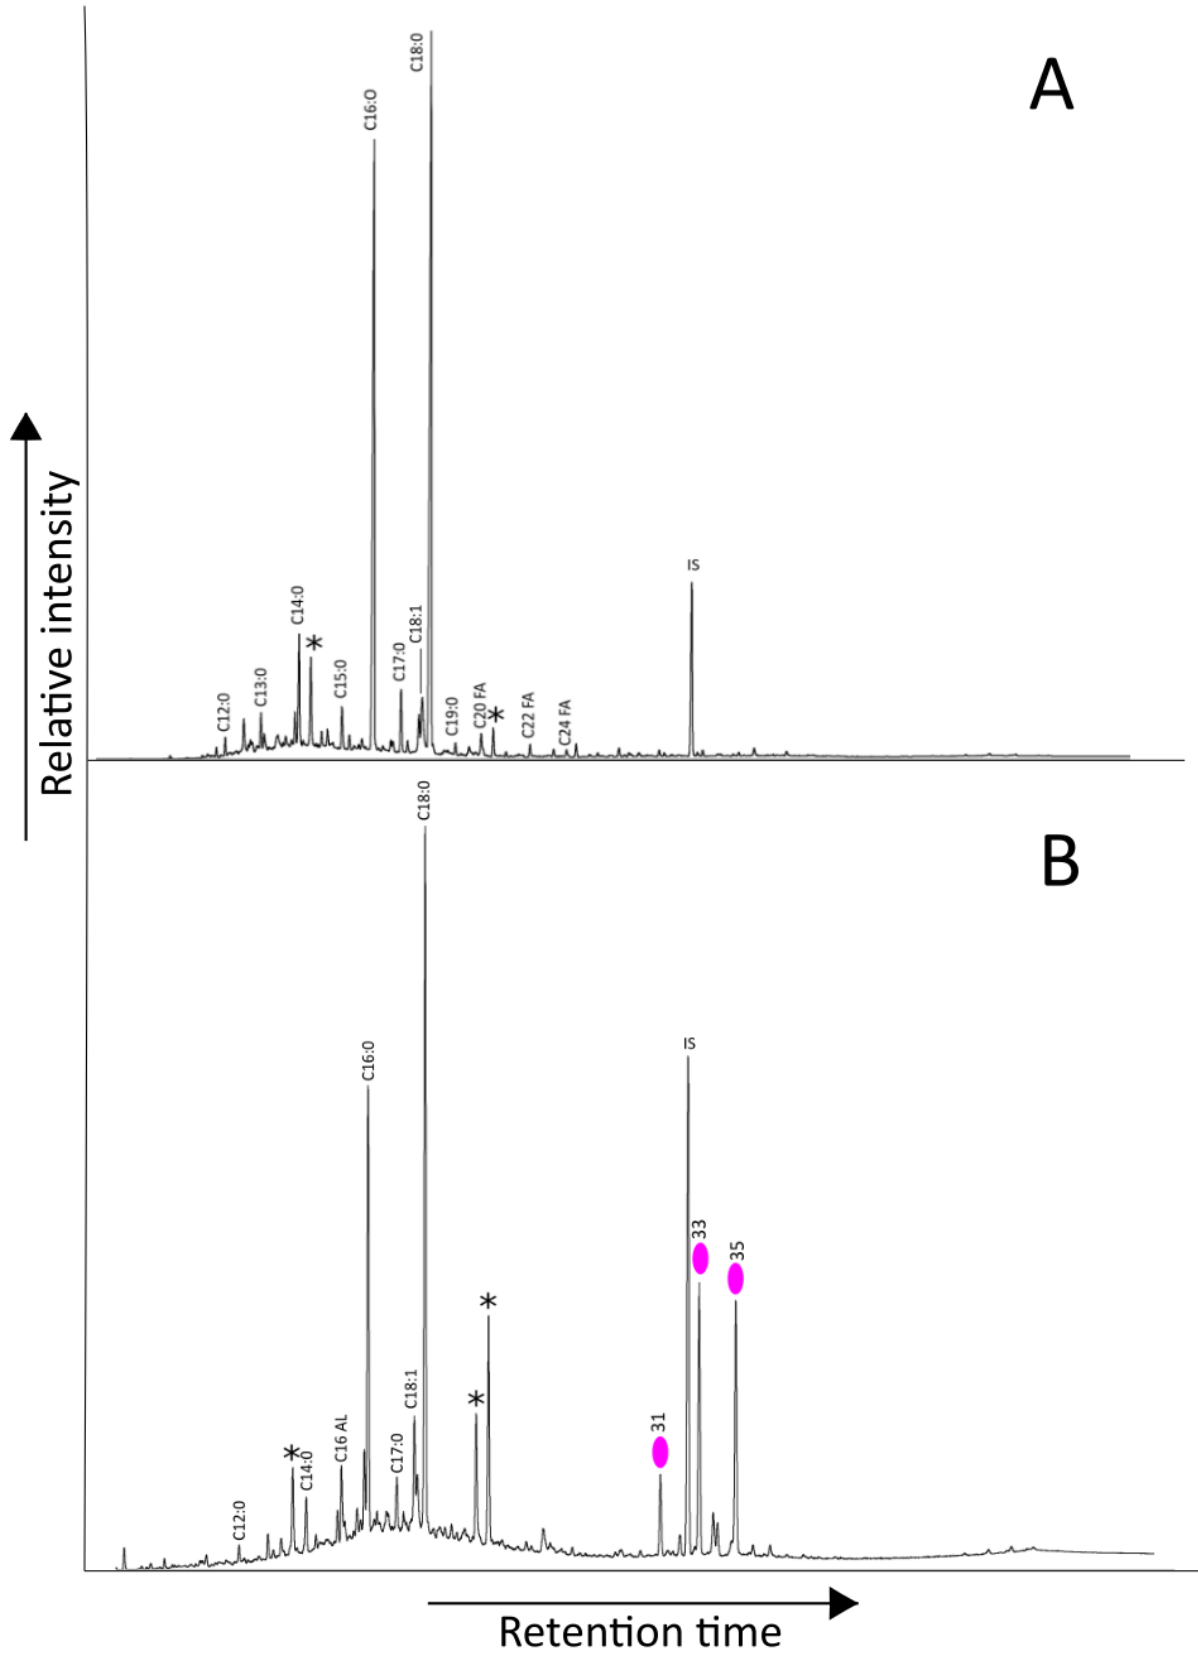 A
C18:0
C16:O
IS
C14:0
*
C18:1
C17:0
C15:0
C13:0
C12:0
C19:0
C20 FA
*
C22 FA
C24 FA
Relative intensity
B
C18:0
C16:0
IS
33
35
*
*
C18:1
31
C16 AL
C17:0
*
C14:0
C12:0
Retention time